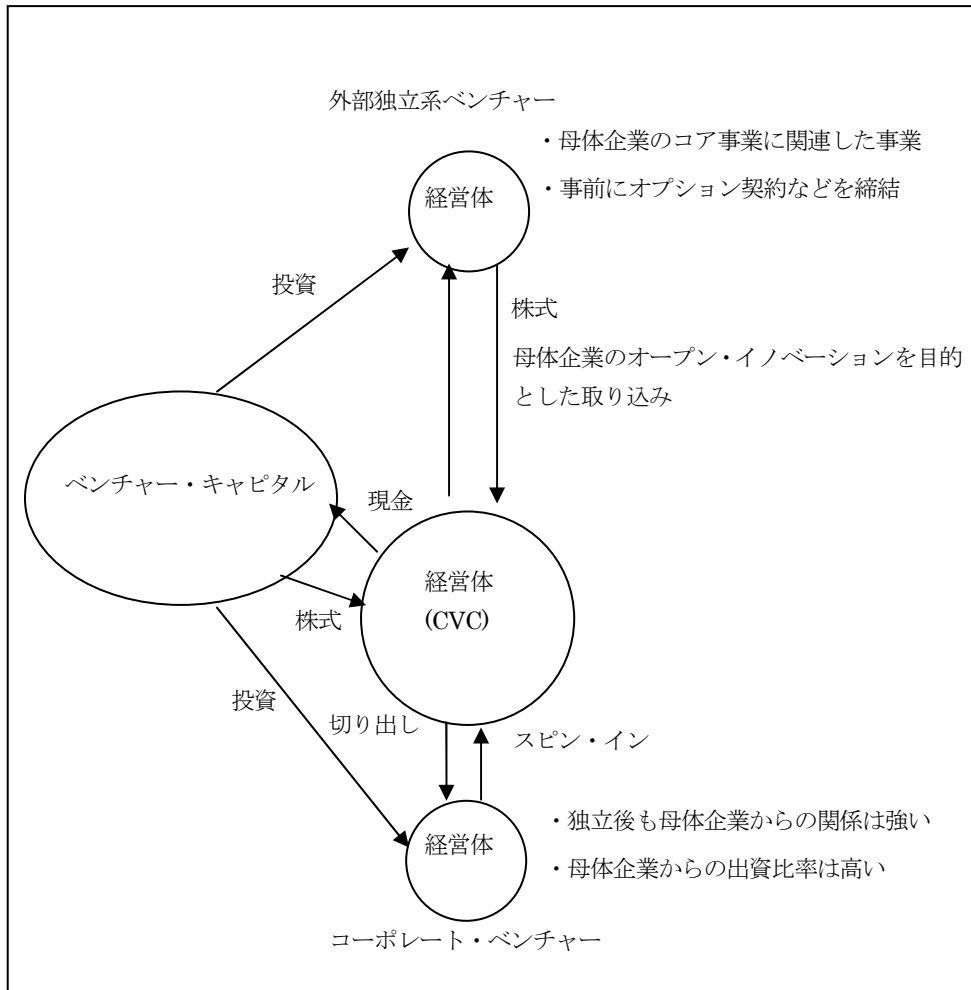 外部独立系ベンチャー
・母体企業のコア事業に関連した事業
・事前にオプション契約などを締結
経営体
投資
株式
母体企業のオープン・イノベーションを目的
とした取り込み
ベンチャー・キャピタル
現金
経営体
(CVC)
株式
投資
切り出し
スピン・イン
経営体
・独立後も母体企業からの関係は強い
・母体企業からの出資比率は高い
コーポレート・ベンチャー